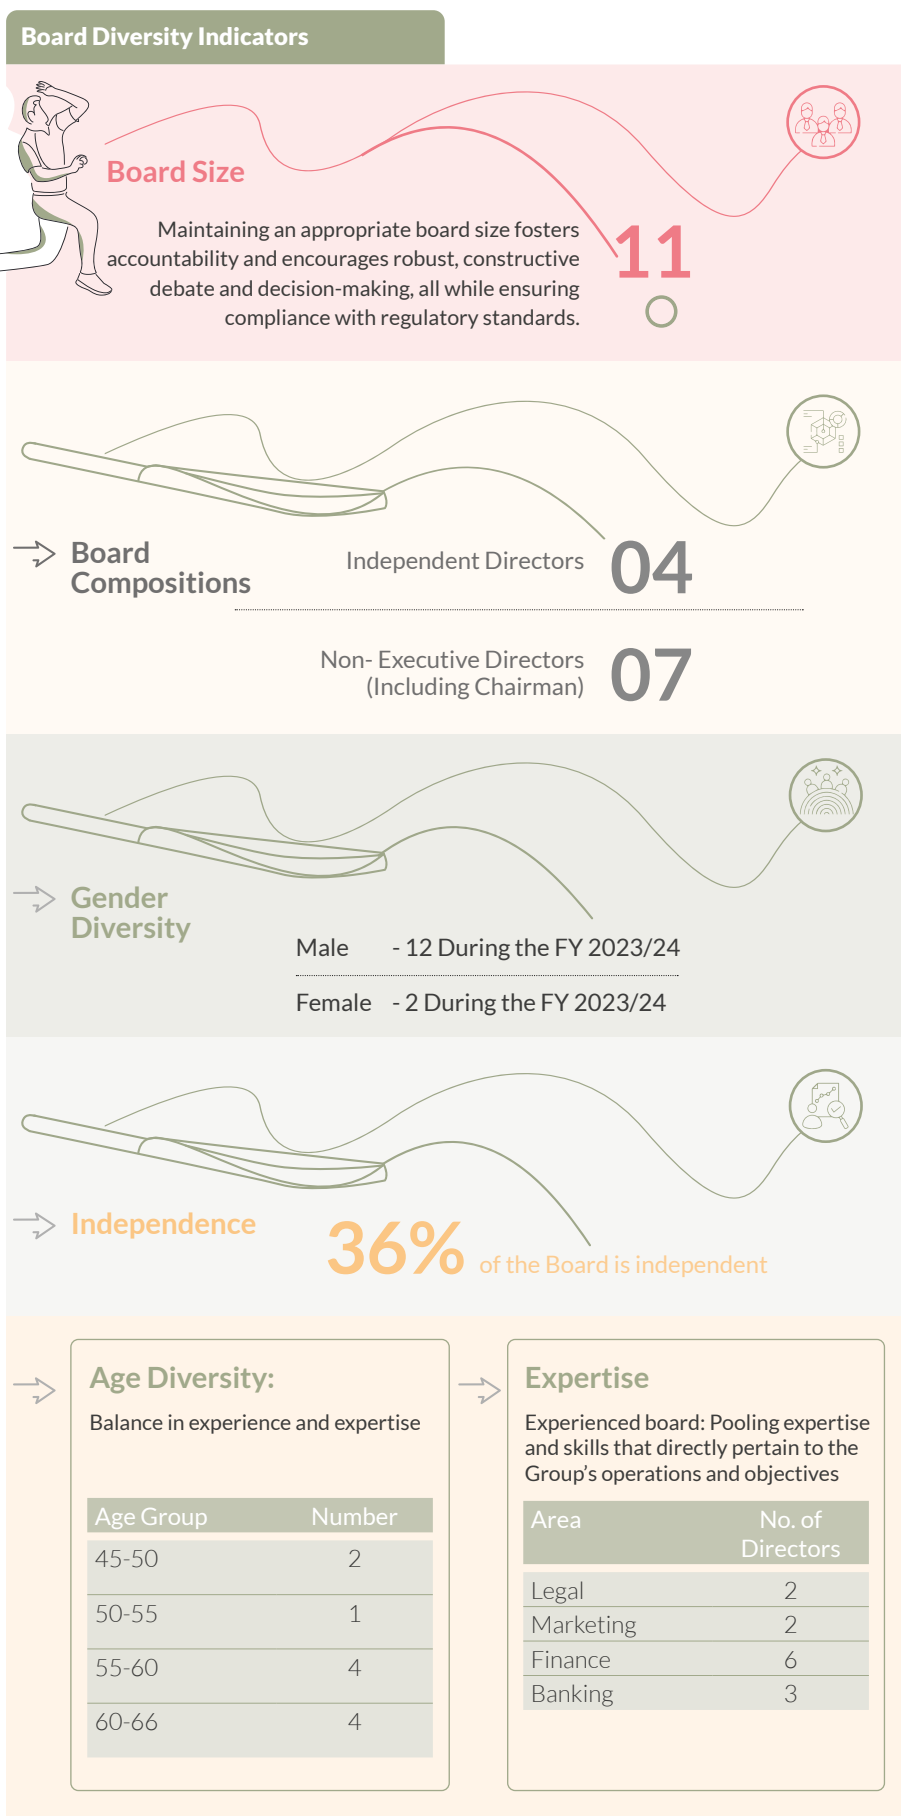 Board Diversity Indicators
Board Size
Maintaining an appropriate board size fosters
accountability and encourages robust, constructive
debate and decision-making, all while ensuring
compliance with regulatory standards.
11
Board
Compositions
Independent Directors 04
Non- Executive Directors
(Including Chairman)
07
Gender
Diversity
Male - 12 During the FY 2023/24
Female - 2 During the FY 2023/24
Independence
36% of the Board is independent
Age Diversity:
Balance in experience and expertise
Age Group Number
45-50 2
50-55 1
55-60 4
60-66 4
Expertise
Experienced board: Pooling expertise
and skills that directly pertain to the
Group’s operations and objectives
Area No. of
Directors
Legal 2
Marketing 2
Finance 6
Banking 3